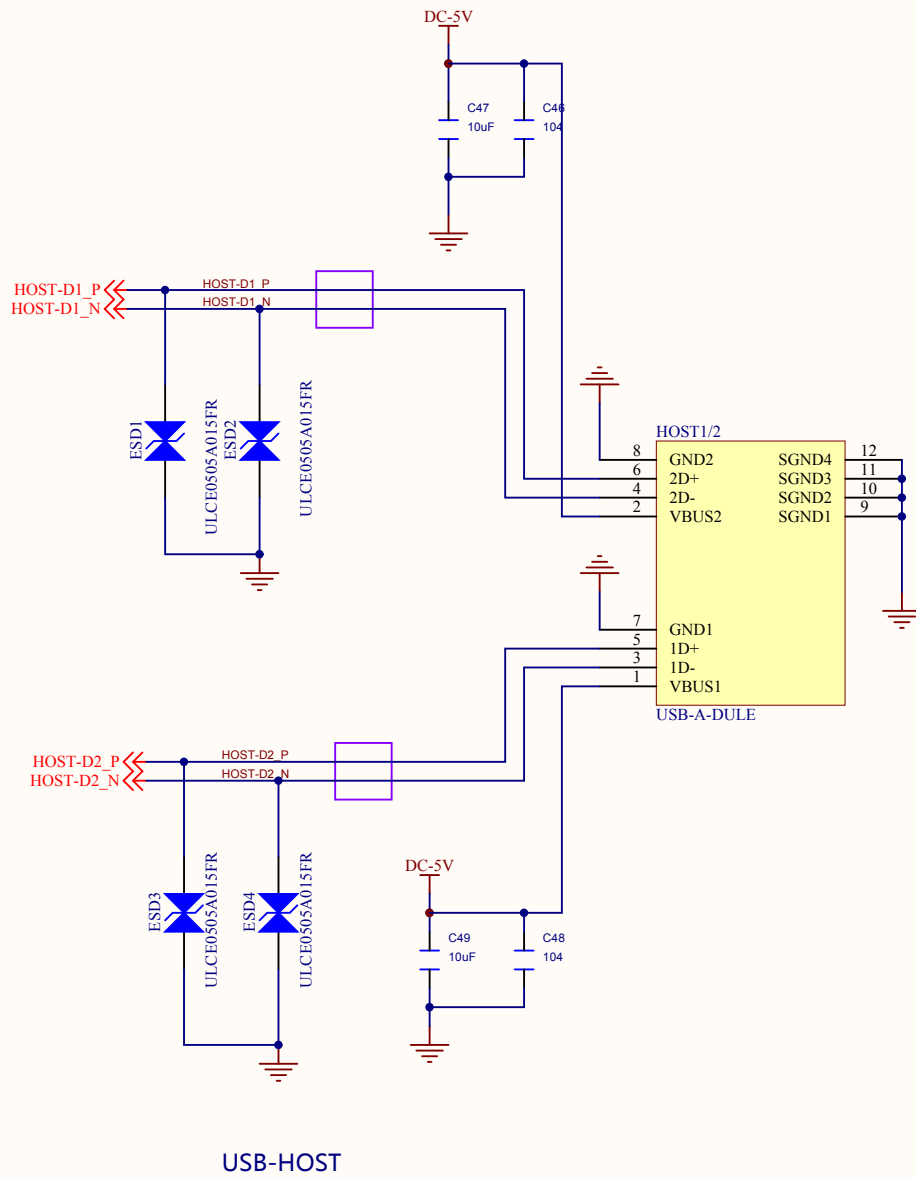 DC-5V
C47
10uF
C46
104
HOST-D1_P
HOST-D1_N
HOST-D1_P
HOST-D1_N
ESD1
ULCE0505A015FR
ESD2
ULCE0505A015FR
HOST1/2
8
GND2
SGND4
12
6
2D+
SGND3
11
4
2D-
SGND2
10
2
VBUS2
SGND1
9
7
GND1
5
1D+
3
1D-
1
VBUS1
USB-A-DULE
HOST-D2_P
HOST-D2_N
HOST-D2_P
HOST-D2_N
ESD3
ULCE0505A015FR
ESD4
ULCE0505A015FR
DC-5V
C49
10uF
C48
104
USB-HOST